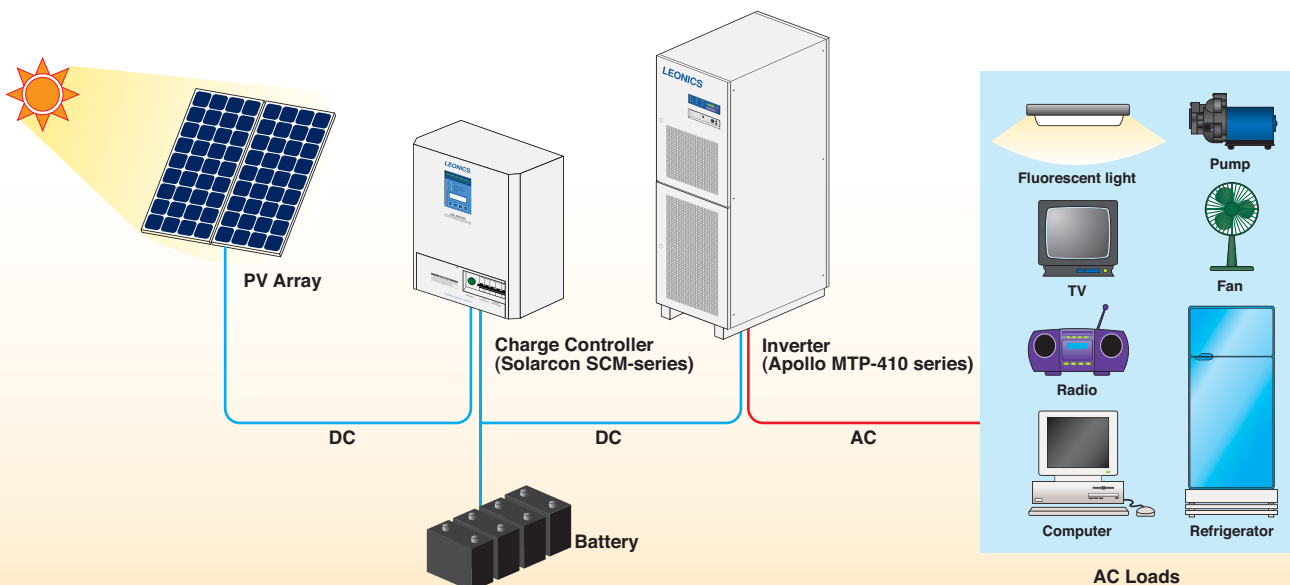 LEONICS
LEONICS
Fluorescent light
Pump
PV Array
TV
Fan
Charge Controller
(Solarcon SCM-series)
Inverter
(Apollo MTP-410 series)
Radio
DC
DC
AC
Computer
Refrigerator
Battery
AC Loads